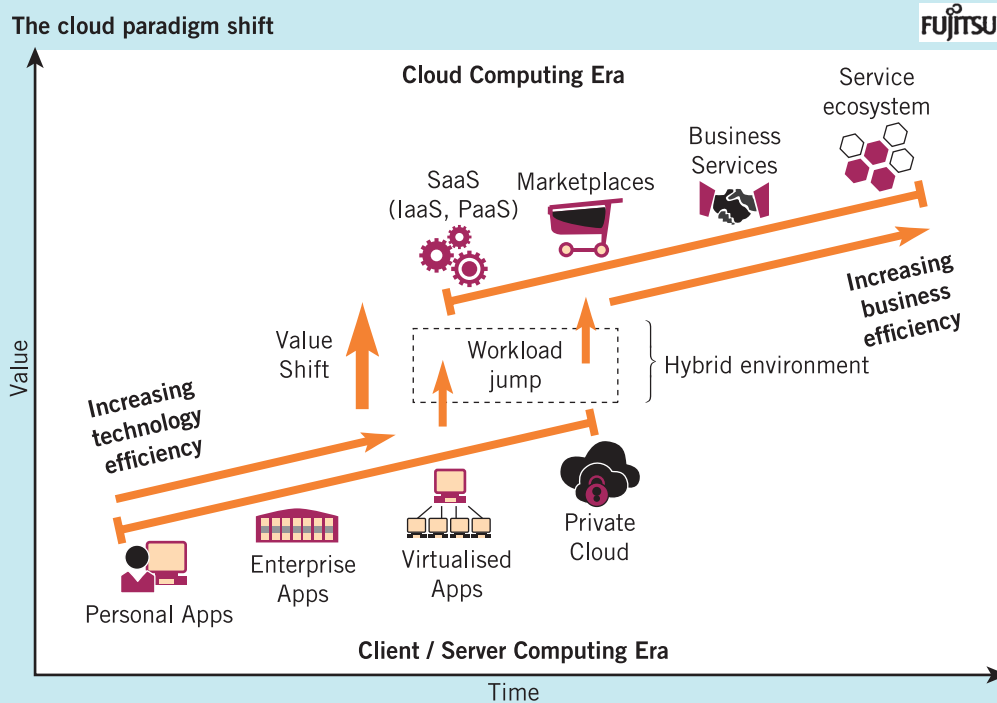 The cloud paradigm shift
FUJITSU
Cloud Computing Era
Service
ecosystem
Business
Services
Marketplaces
SaaS
(IaaS, PaaS)
Increasing
business
efficiency
Value
Shift
Workload
jump
Hybrid environment
Value
Increasing
technology
efficiency
Private
Cloud
Virtualised
Apps
Enterprise
Apps
Personal Apps
Client / Server Computing Era
Time